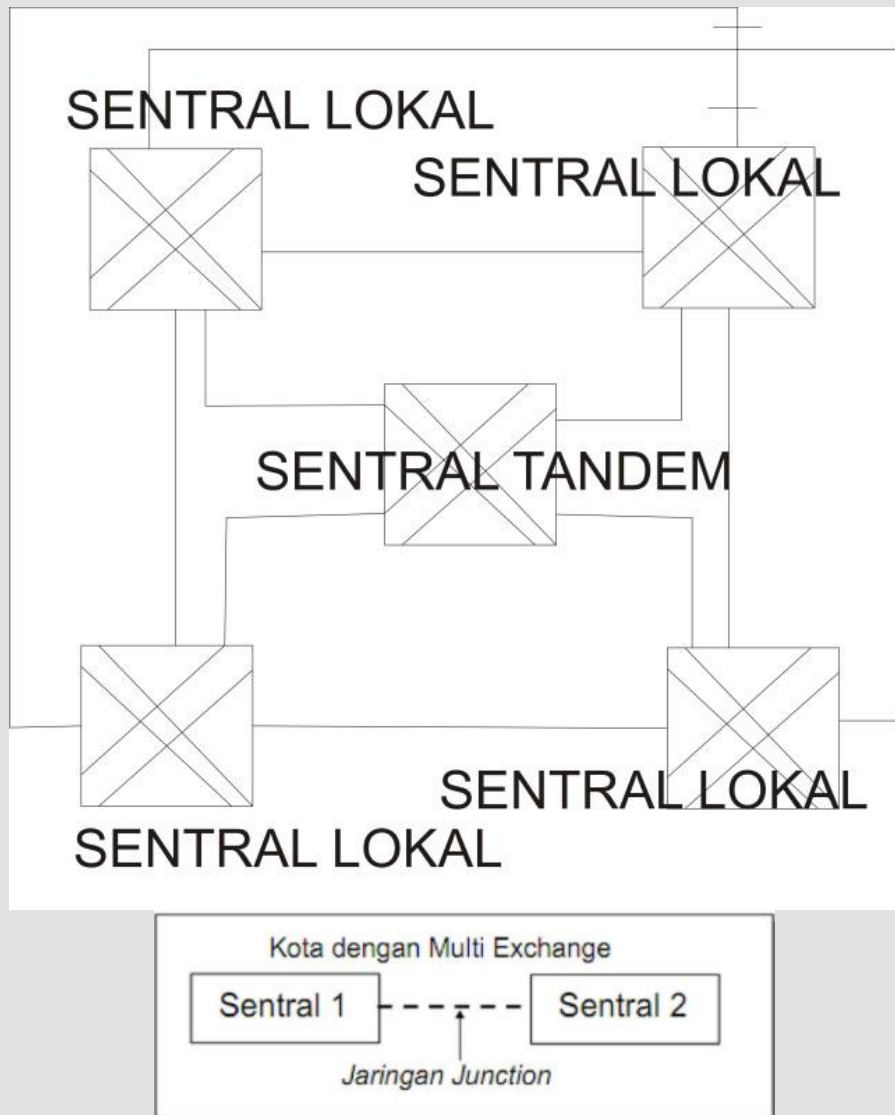 SENTRAL LOKAL
SENTRAL LOKAL
SENTRAL TANDEM
SENTRAL LOKAL
SENTRAL LOKAL
Kota dengan Multi Exchange
Sentral 1
Sentral 2
Jaringan Junction